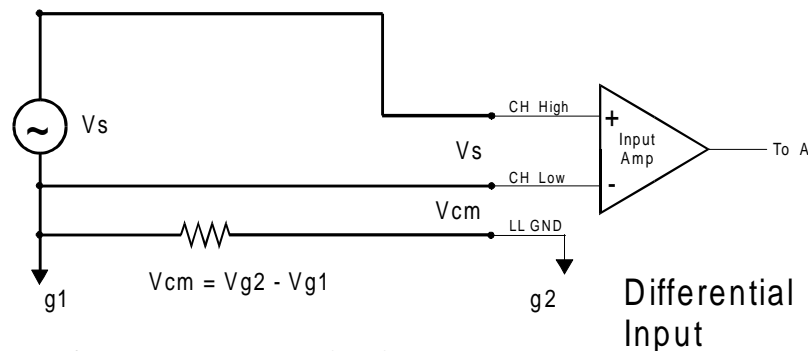 Vs
CH High
+
Input
Amp
To A
Vs
CH Low
-
Vcm
LL GND
g1
Vcm = Vg2 - Vg1
g2
Differential
Input